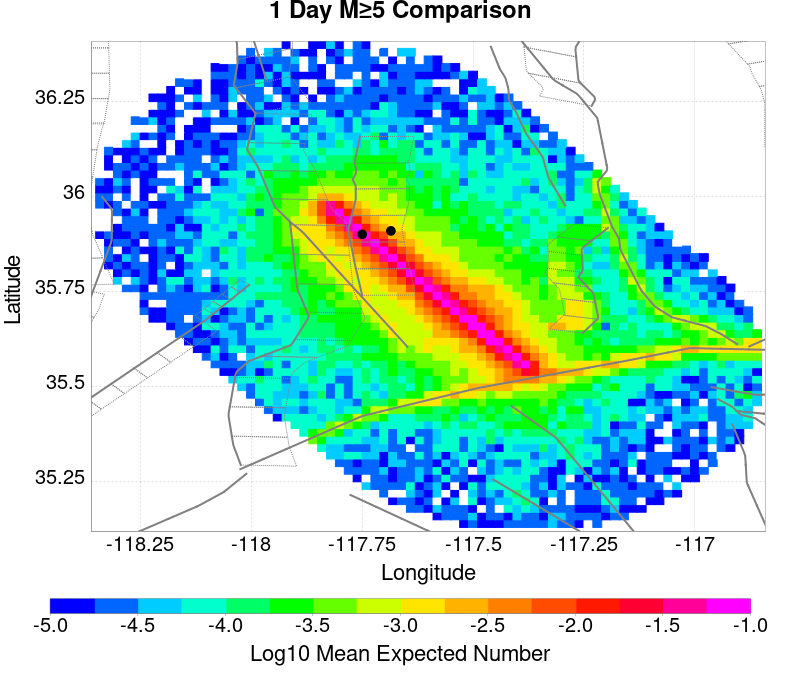 1 Day M≥5 Comparison
36.25
36
35.75
35.5
35.25
Latitude
-118.25 -118 -117.75 -117.5 -117.25 -117
Longitude
-5.0 -4.5 -4.0 -3.5 -3.0 -2.5 -2.0 -1.5 -1.0
Log10 Mean Expected Number